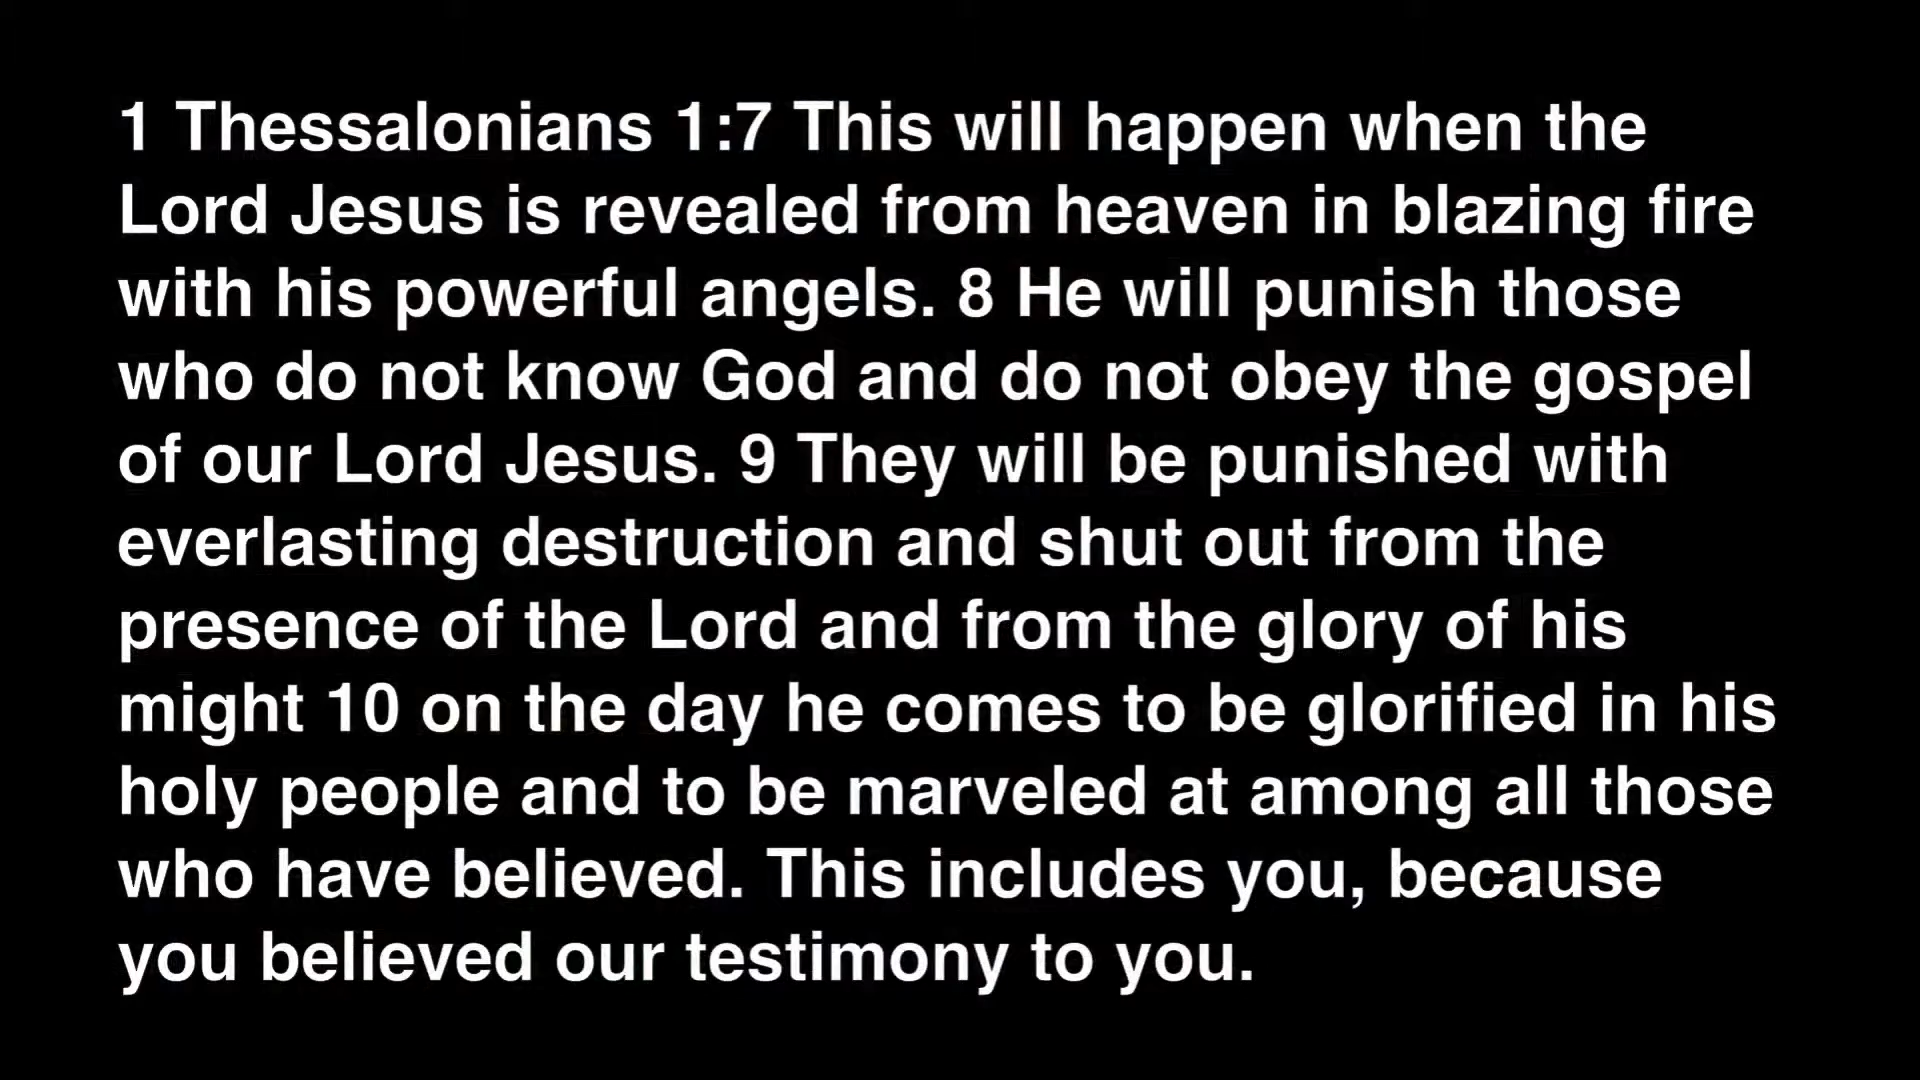 1 Thessalonians 1:7 This will happen when the
Lord Jesus is revealed from heaven in blazing fire
with his powerful angels. 8 He will punish those
who do not know God and do not obey the gospel
of our Lord Jesus. 9 They will be punished with
everlasting destruction and shut out from the
presence of the Lord and from the glory of his
might 10 on the day he comes to be glorified in his
holy people and to be marveled at among all those
who have believed. This includes you, because
you believed our testimony to you.